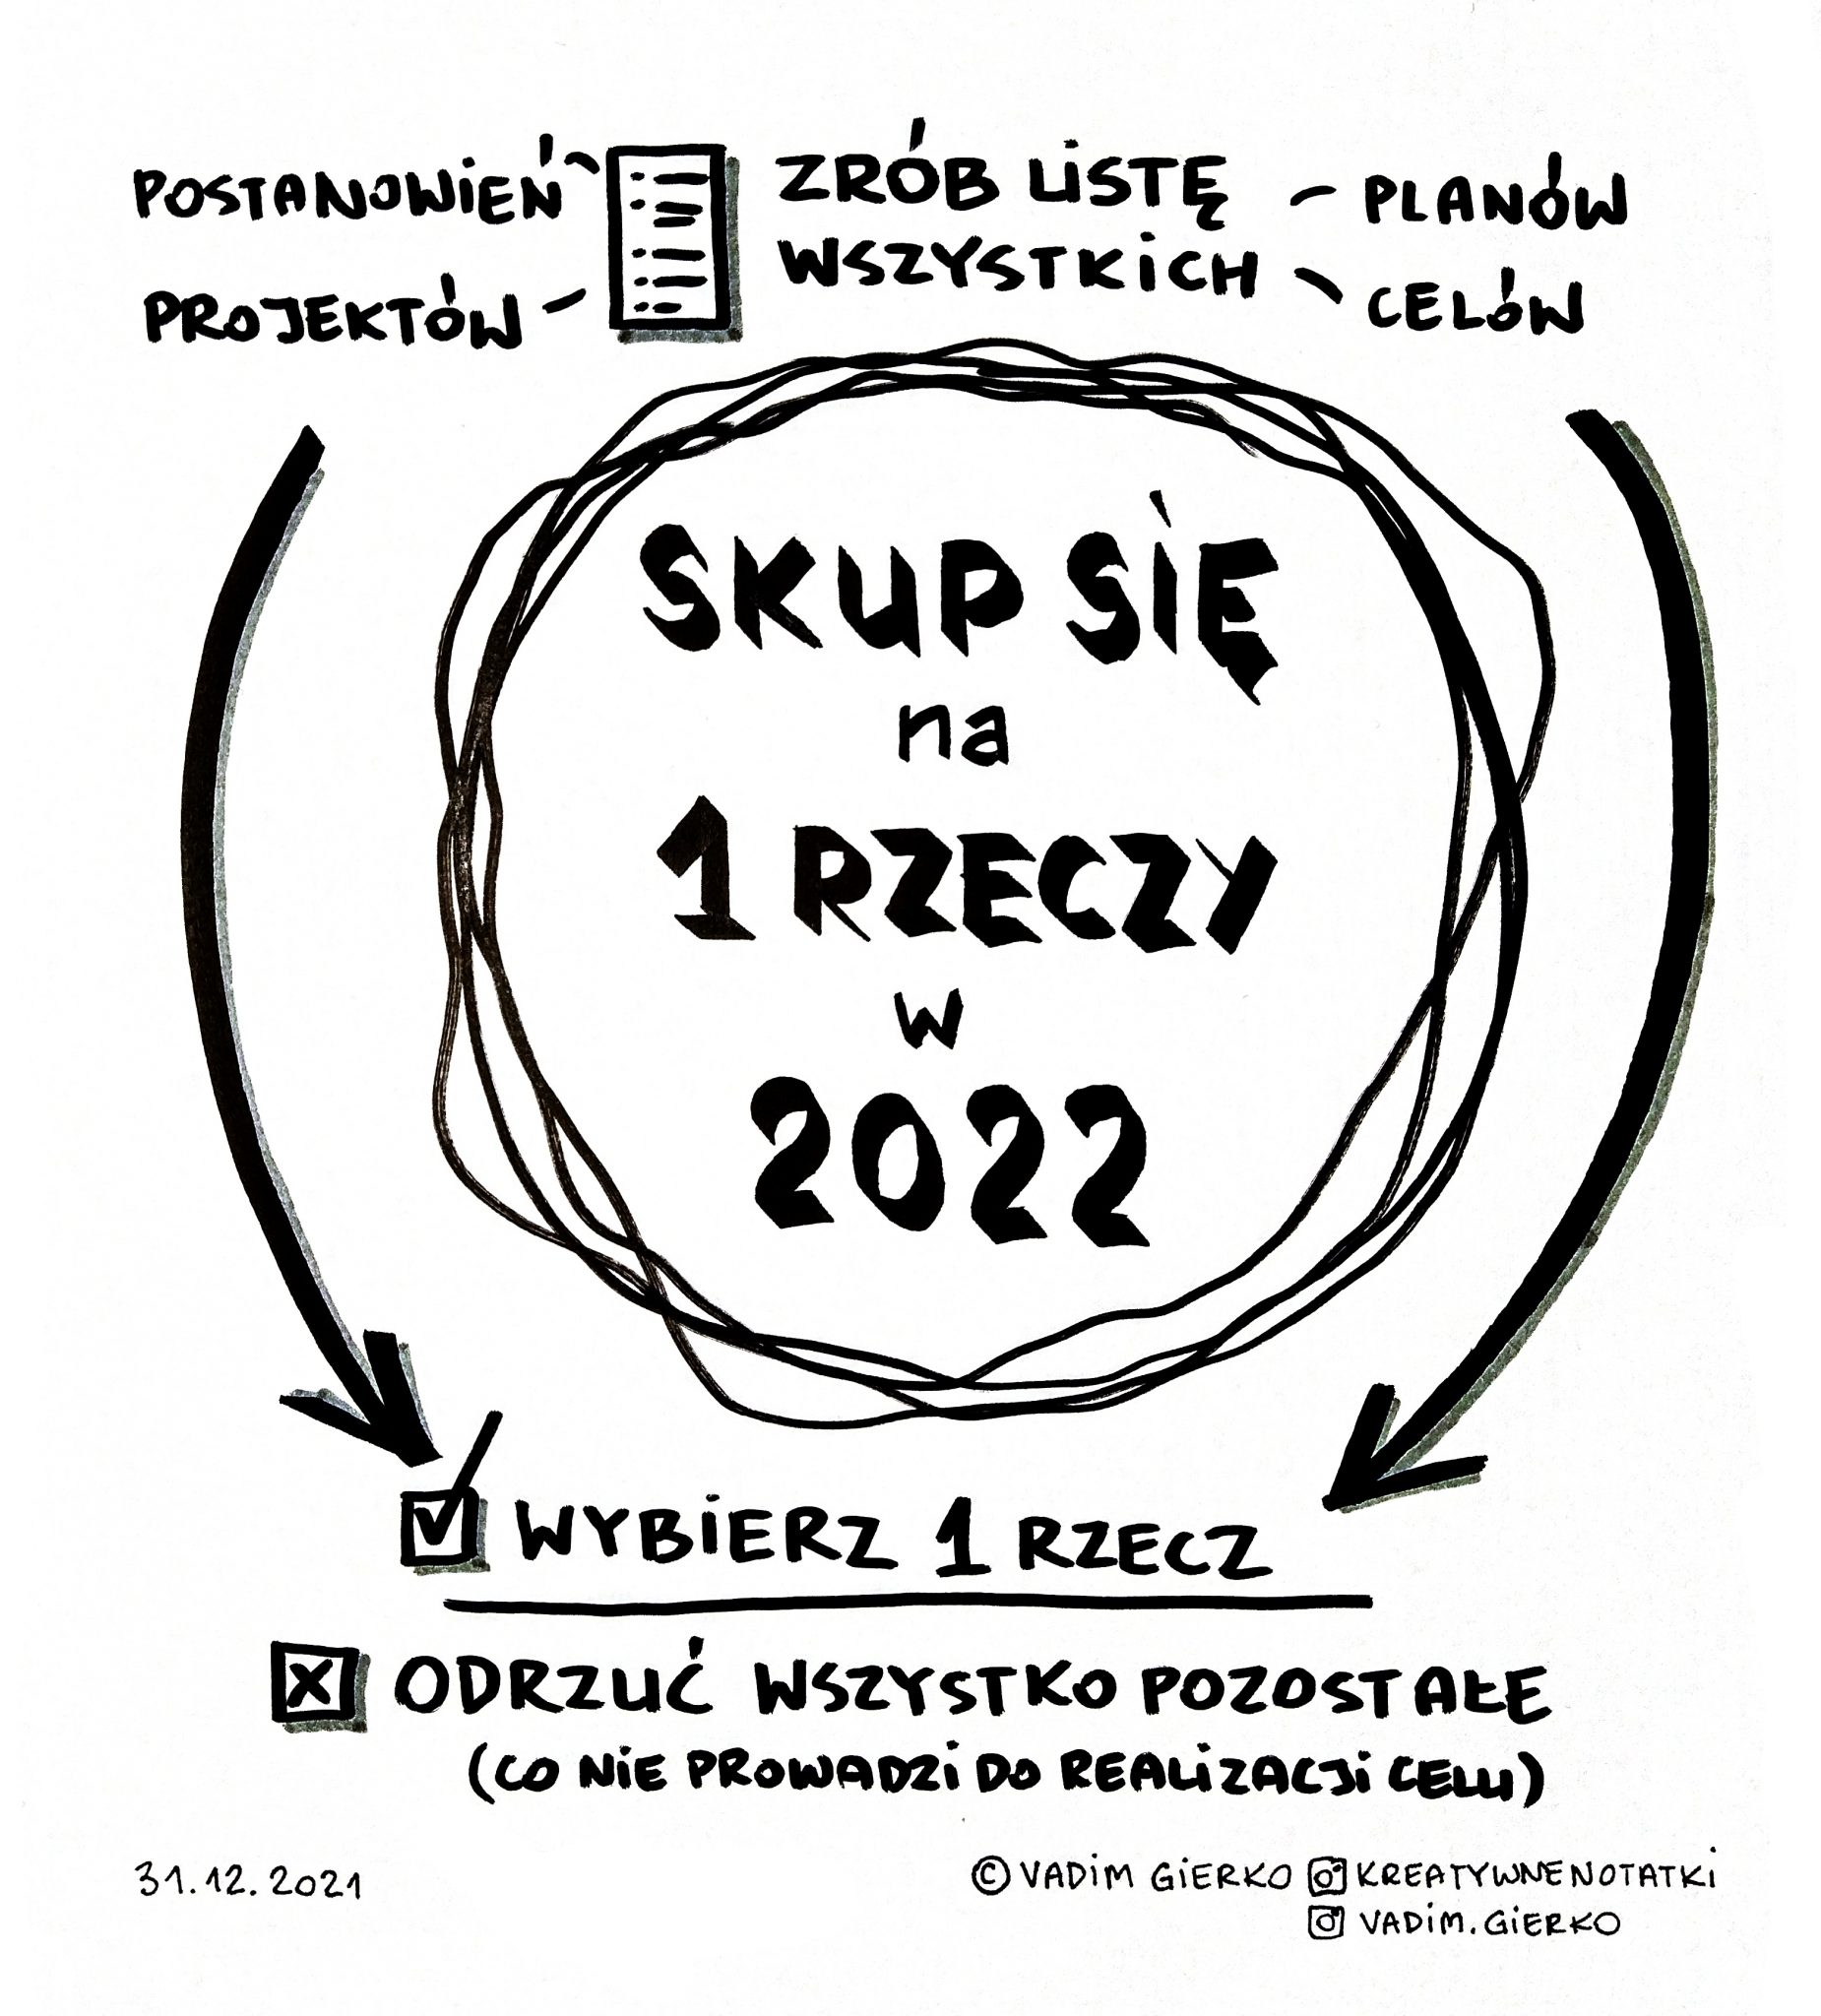 ZRÓB LISTĘ
WSZYSTKICH
POSTANOWIEŃ
PROJEKTÓW
PLANÓW
CELÓW
SKUP SIĘ
na
1 RZECZY
w
2022
WYBIERZ 1 RZECZ
ODRZUĆ WSZYSTKO POZOSTAŁE
(CO NIE PROWADZI DO REALIZACJI CELU)
31.12.2021
© VADIM GIERKO KREATYWNENOTATKI
VADIM.GIERKO